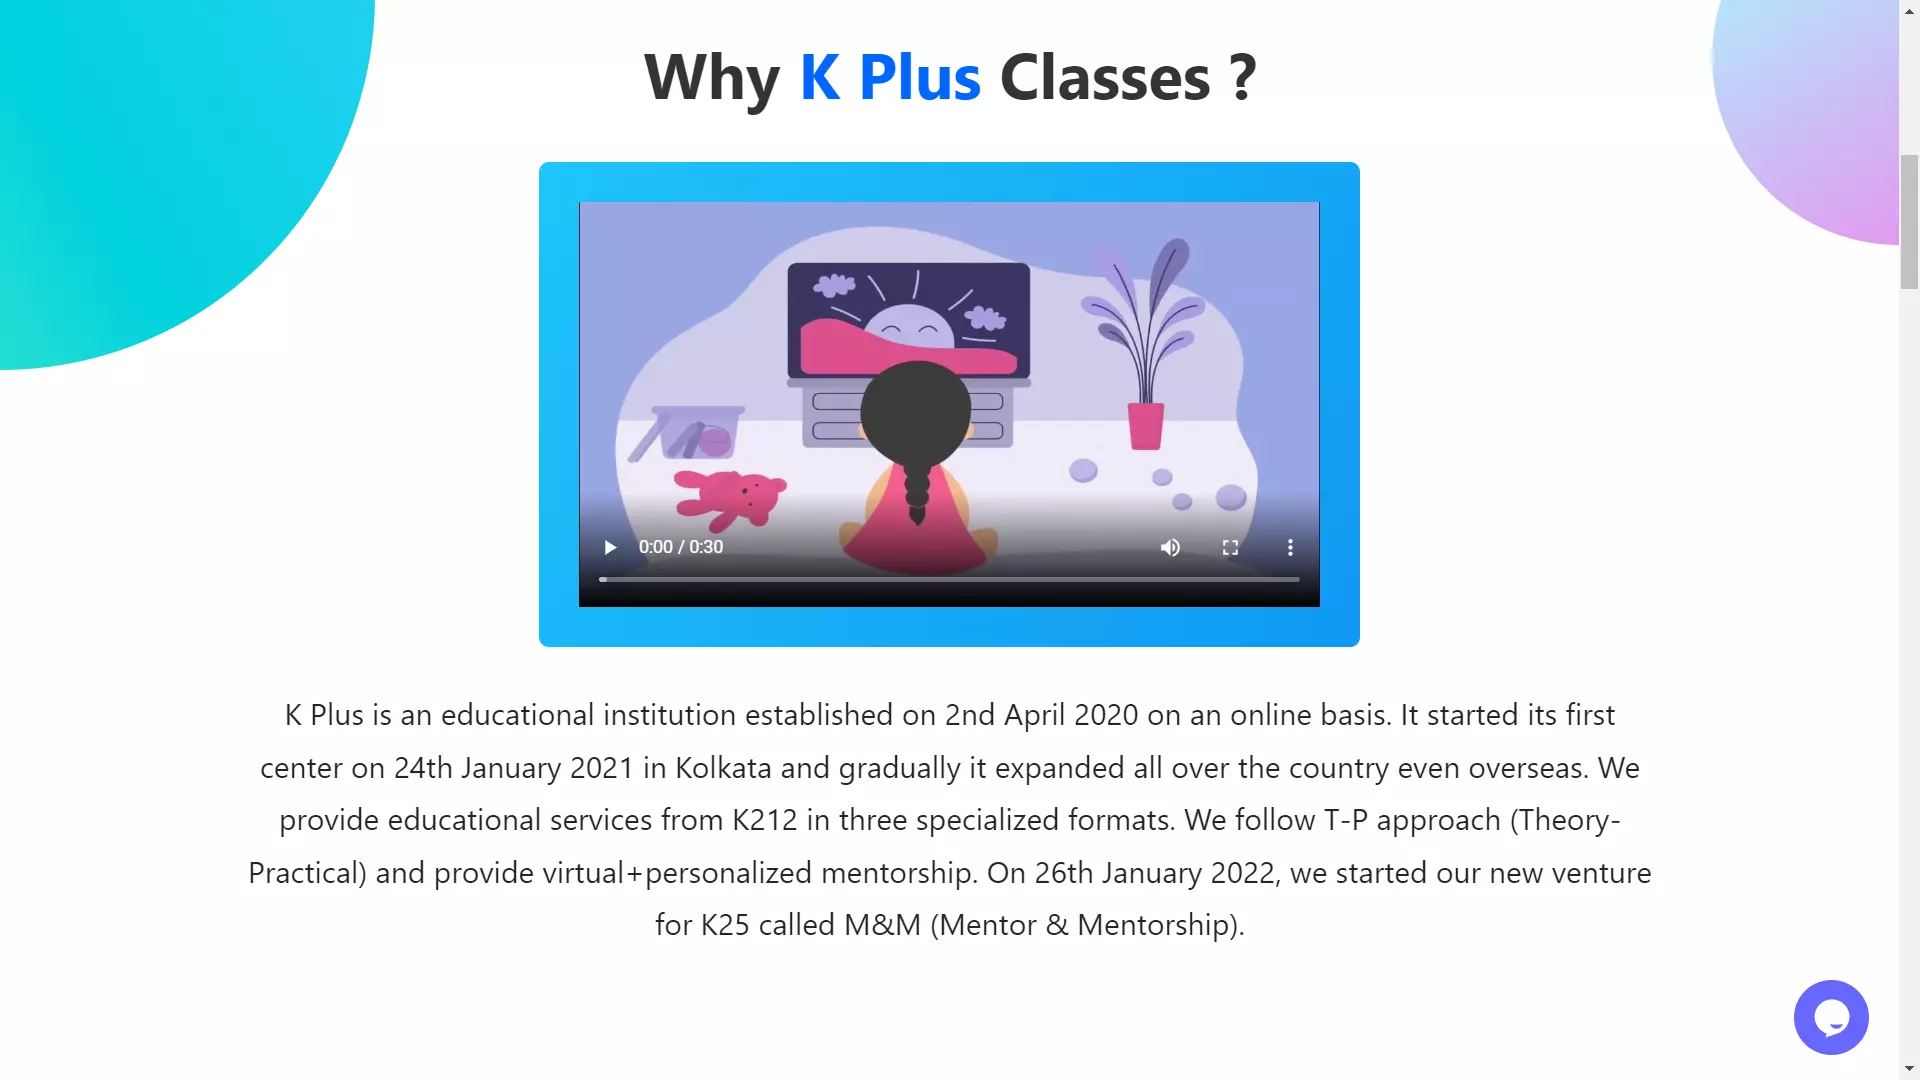 Why K Plus Classes ?
0:00 / 0:30
K Plus is an educational institution established on 2nd April 2020 on an online basis. It started its first
center on 24th January 2021 in Kolkata and gradually it expanded all over the country even overseas. We
provide educational services from K212 in three specialized formats. We follow T-P approach (Theory-
Practical) and provide virtual+personalized mentorship. On 26th January 2022, we started our new venture
for K25 called M&M (Mentor & Mentorship).